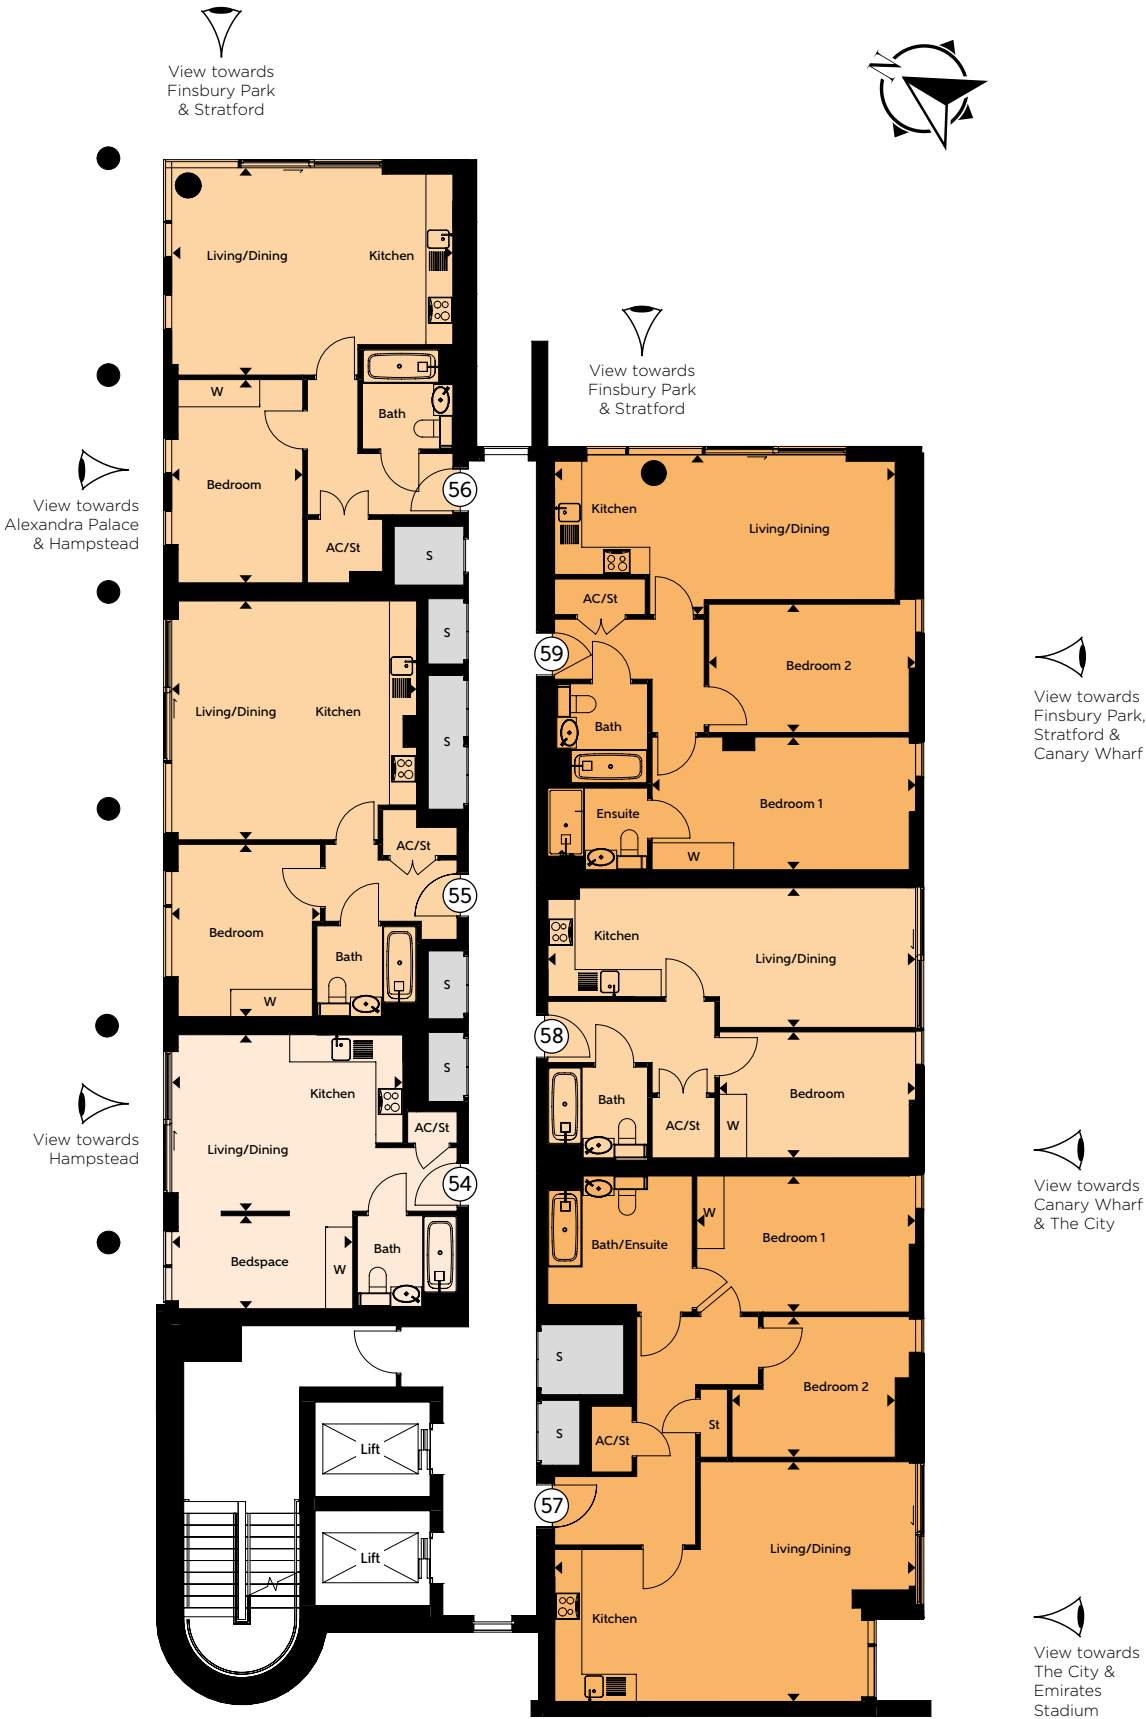 View towards
Finsbury Park
& Stratford
N
Living/Dining
Kitchen
W
Bath
Bedroom
56
AC/St
S
View towards
Alexandra Palace
& Hampstead
View towards
Finsbury Park
& Stratford
Kitchen
Living/Dining
AC/St
59
Bedroom 2
Bath
Bedroom 1
Ensuite
W
View towards
Finsbury Park,
Stratford &
Canary Wharf
S
Living/Dining
Kitchen
S
AC/St
55
Bedroom
Bath
W
S
Kitchen
Living/Dining
58
Bedroom
Bath
AC/St
W
S
Kitchen
AC/St
Living/Dining
54
Bath
Bedspace
W
View towards
Hampstead
View towards
Canary Wharf
& The City
W
Bedroom 1
Bath/Ensuite
S
Bedroom 2
St
S
AC/St
57
Living/Dining
Kitchen
Lift
Lift
View towards
The City &
Emirates
Stadium